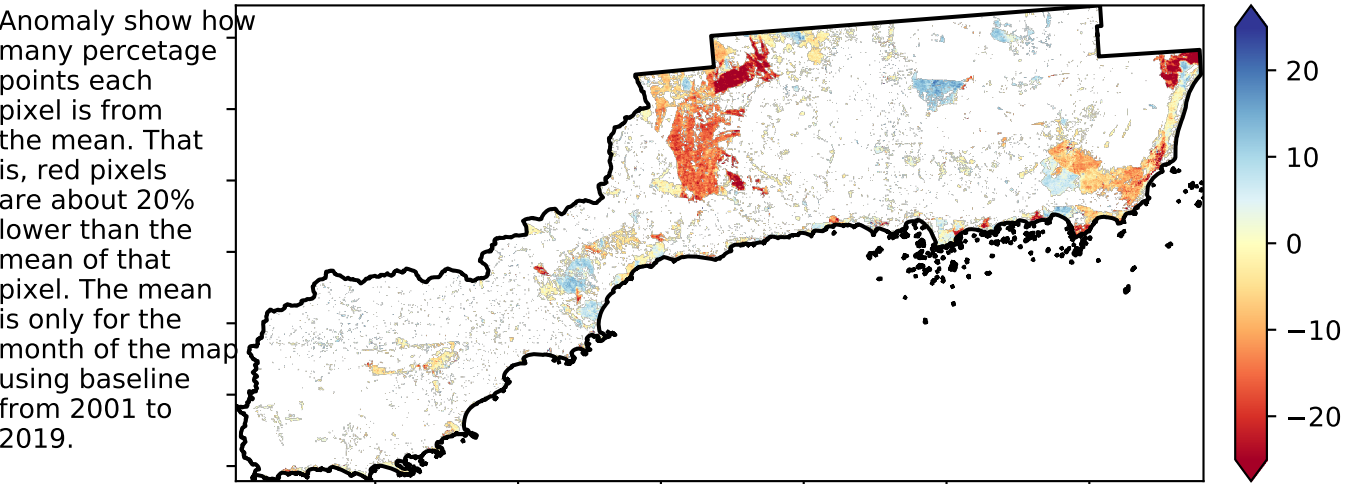 Anomaly show how
many percetage
points each
pixel is from
the mean. That
is, red pixels
are about 20%
lower than the
mean of that
pixel. The mean
is only for the
month of the map
using baseline
from 2001 to
2019.
20
10
0
−10
−20